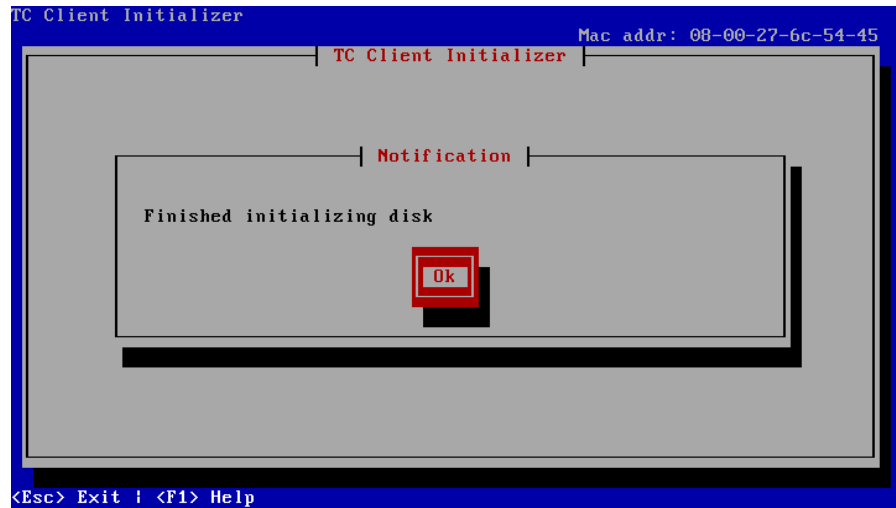 TC Client Initializer
Mac addr: 08-00-27-6c-54-45
TC Client Initializer
Notification
Finished initializing disk
Ok
<Esc> Exit | <F1> Help